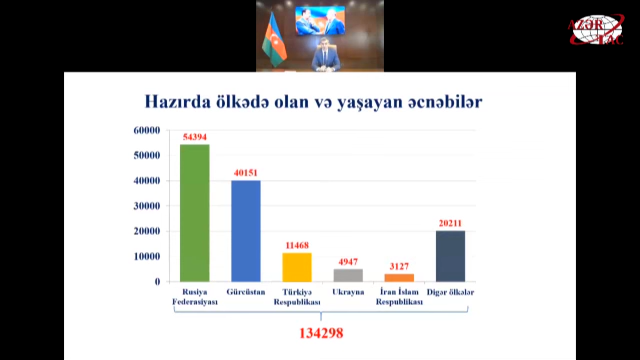 AZƏR
TAC
Hazırda ölkədə olan və yaşayan əcnəbilər
60000
50000
40000
30000
20000
10000
0
54394
40151
11468
4947
3127
20211
Rusiya
Federasiyası
Gürcüstan
Türkiyə
Respublikası
Ukrayna
İran İslam
Respublikası
Digər ölkələr
134298